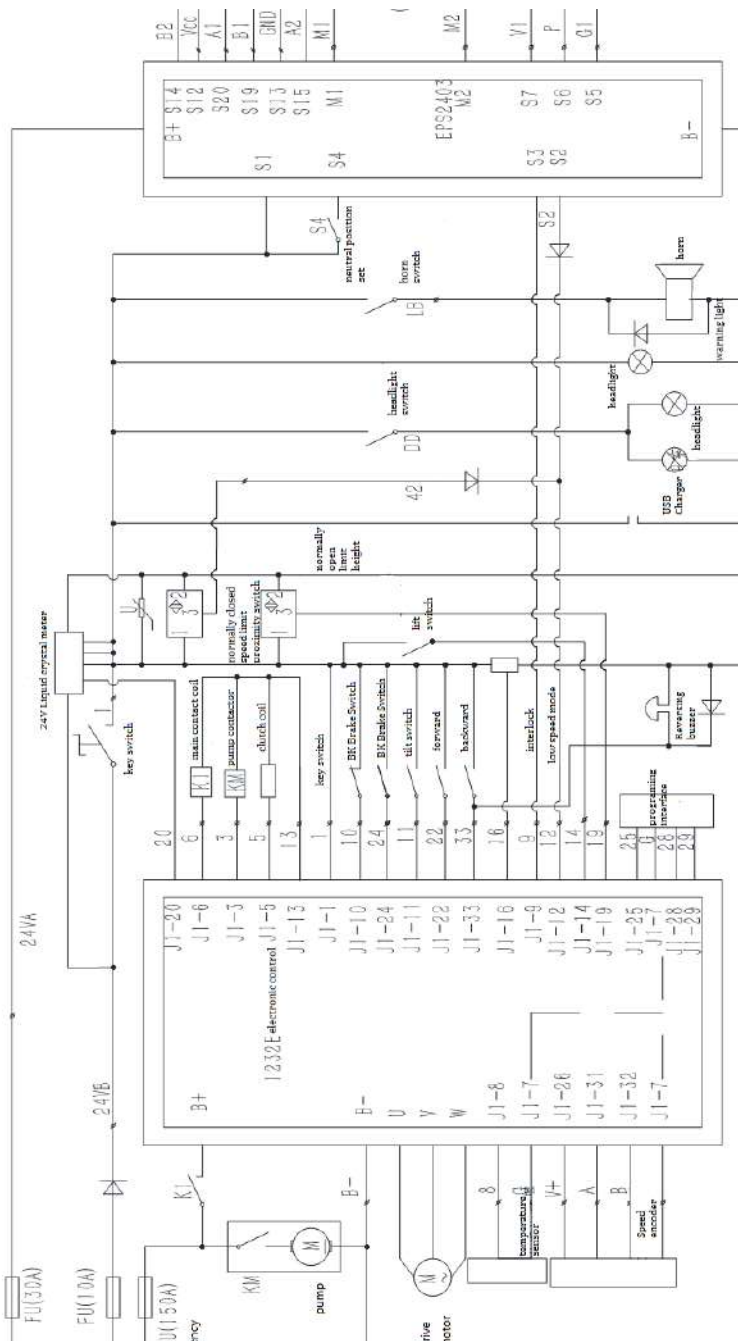 FU(30A)
24VA
FU(10A)
24VB
U(150A)
K1
KM
M
pump
B-
M
~
8
G
temperature
sensor
V+
A
B
Speed
encoder
B+
1232E electronic control
B-
U
V
W
J1-8
J1-7
J1-26
J1-31
J1-32
J1-7
J1-20
J1-6
J1-3
J1-5
J1-13
J1-1
J1-10
J1-24
J1-11
J1-22
J1-33
J1-16
J1-9
J1-12
J1-14
J1-19
J1-25
J1-7
J1-28
J1-29
20
6
3
5
13
1
10
24
11
22
33
16
9
12
14
19
25
G
28
29
programing
interface
key switch
1
24V Liquid crystal meter
K1
main contact coil
KM
pump contactor
clutch coil
key switch
BK Brake Switch
BK Brake Switch
tilt switch
forward
backward
interlock
low speed mode
Reversing
buzzer
lift
switch
U
1
3
2
normally closed
speed limit
proximity switch
1
3
2
normally
open
limit
height
42
USB
Charger
DD
headlight
switch
headlight
headlight
warning light
LB
horn
switch
horn
S4
neutral position
set
S2
S1
S4
S3
S2
B+
EPS2403
B-
S14
S12
S20
S19
S13
S15
M1
M2
S7
S6
S5
B2
Vcc
A1
B1
GND
A2
M1
M2
V1
P
G1